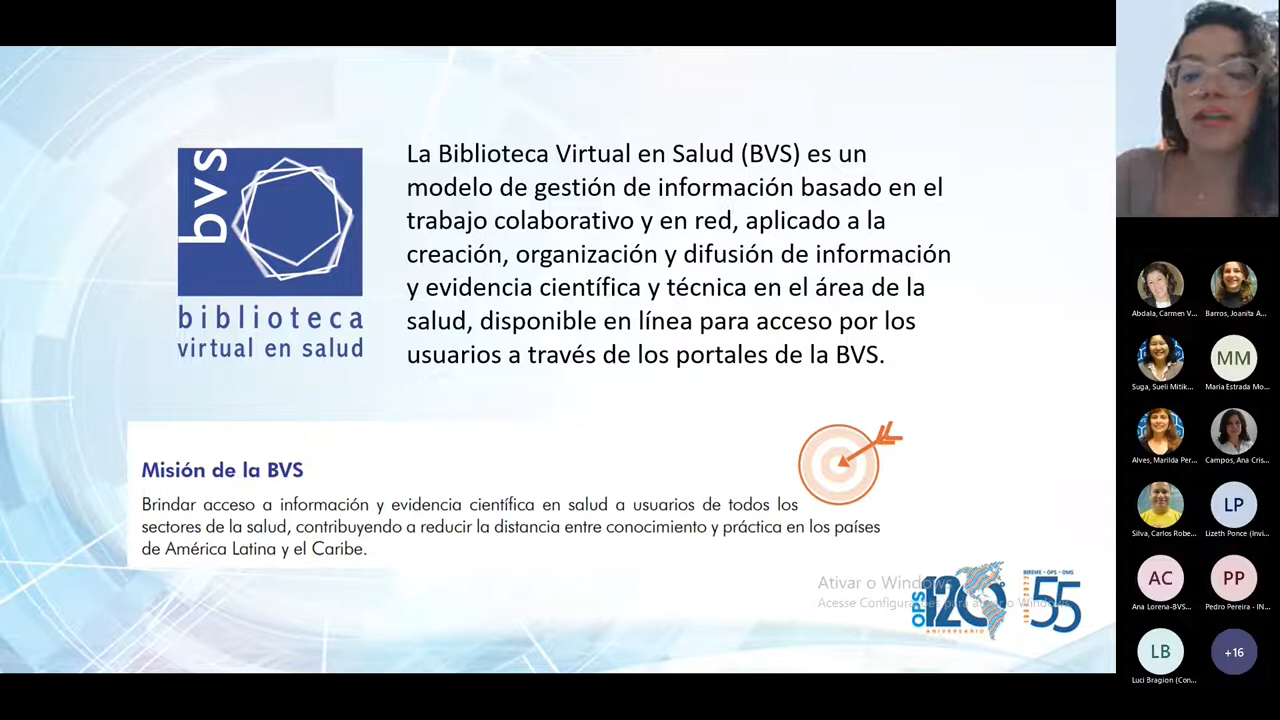 bvs
biblioteca
virtual en salud
La Biblioteca Virtual en Salud (BVS) es un
modelo de gestión de información basado en el
trabajo colaborativo y en red, aplicado a la
creación, organización y difusión de información
y evidencia científica y técnica en el área de la
salud, disponible en línea para acceso por los
usuarios a través de los portales de la BVS.
Misión de la BVS
Brindar acceso a información y evidencia científica en salud a usuarios de todos los
sectores de la salud, contribuyendo a reducir la distancia entre conocimiento y práctica en los países
de América Latina y el Caribe.
Ativar o Windows
Acesse Configurações para ativar o Windows.
OPS 120
ANIVERSARIO
BIREME • OPS • OMS
55
Abdala, Carmen V...
Barros, Joanita A...
Suga, Sueli Mitik...
MM
Maria Estrada Mo...
Alves, Marilda Per...
Campos, Ana Cris...
Silva, Carlos Robe...
LP
Lizeth Ponce (Invi...
AC
Ana Lorena-BVS...
PP
Pedro Pereira - IN...
LB
Luci Bragion (Con...
+16